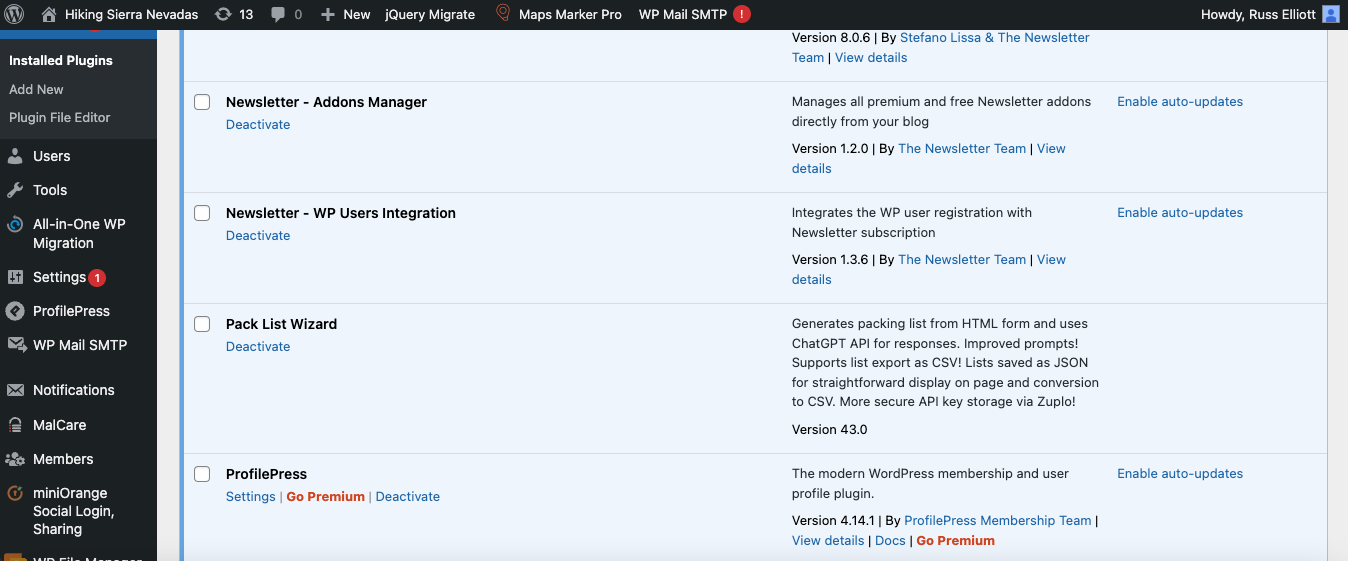 Hiking Sierra Nevadas 13 0 New jQuery Migrate Maps Marker Pro WP Mail SMTP ! Howdy, Russ Elliott
Installed Plugins
Add New
Plugin File Editor
Users
Tools
All-in-One WP
Migration
Settings 1
ProfilePress
WP Mail SMTP
Notifications
MalCare
Members
miniOrange
Social Login,
Sharing
WP File Manager
Version 8.0.6 | By Stefano Lissa & The Newsletter
Team | View details
Newsletter - Addons Manager
Deactivate
Manages all premium and free Newsletter addons
directly from your blog
Version 1.2.0 | By The Newsletter Team | View
details
Enable auto-updates
Newsletter - WP Users Integration
Deactivate
Integrates the WP user registration with
Newsletter subscription
Version 1.3.6 | By The Newsletter Team | View
details
Enable auto-updates
Pack List Wizard
Deactivate
Generates packing list from HTML form and uses
ChatGPT API for responses. Improved prompts!
Supports list export as CSV! Lists saved as JSON
for straightforward display on page and conversion
to CSV. More secure API key storage via Zuplo!
Version 43.0
ProfilePress
Settings | Go Premium | Deactivate
The modern WordPress membership and user
profile plugin.
Version 4.14.1 | By ProfilePress Membership Team |
View details | Docs | Go Premium
Enable auto-updates